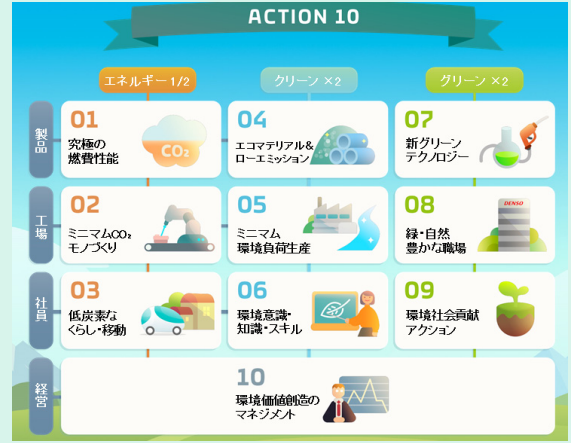 ACTION 10
エネルギー1/2
クリーン×2
グリーン×2
製品
01
究極の
燃費性能
CO₂
04
エコマテリアル&
ローエミッション
07
新グリーン
テクノロジー
工場
02
ミニマムCO₂
モノづくり
05
ミニマム
環境負荷生産
08
緑・自然
豊かな職場
DENSO
社員
03
低炭素な
くらし・移動
06
環境意識・
知識・スキル
09
環境社会貢献
アクション
経営
10
環境価値創造の
マネジメント